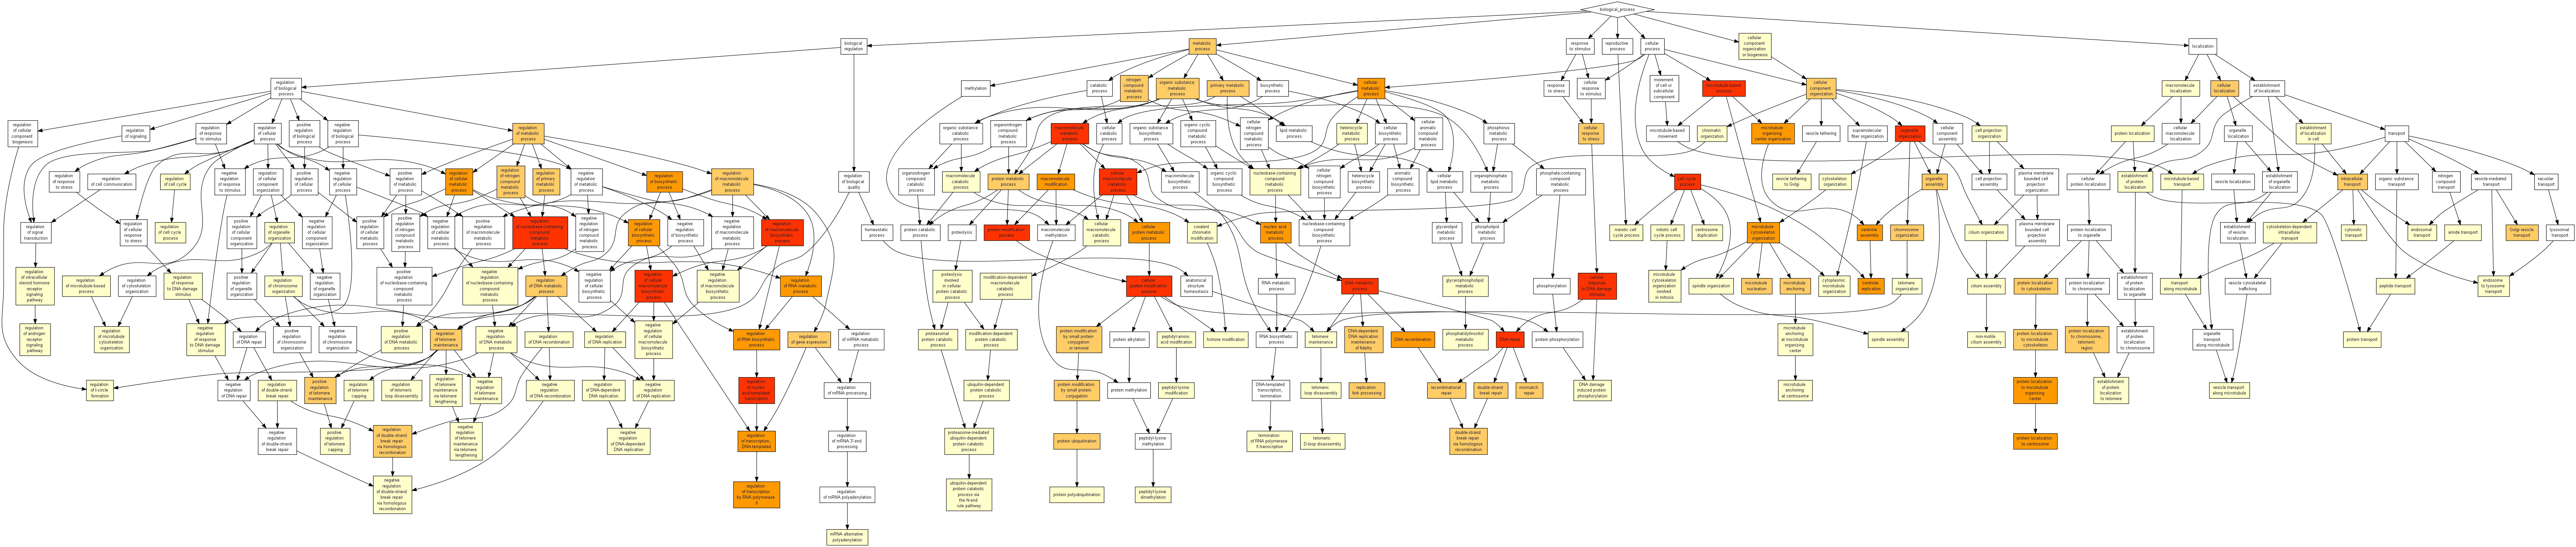 biological_process
biological
regulation
metabolic
process
response
to stimulus
reproductive
process
cellular
process
cellular
component
organization
or biogenesis
localization
regulation
of biological
process
methylation
catabolic
process
nitrogen
compound
metabolic
process
organic substance
metabolic
process
primary metabolic
process
biosynthetic
process
cellular
metabolic
process
response
to stress
cellular
response
to stimulus
movement
of cell or
subcellular
component
microtubule-based
process
cellular
component
organization
macromolecule
localization
cellular
localization
establishment
of localization
regulation
of cellular
component
biogenesis
regulation
of signaling
regulation
of response
to stimulus
regulation
of cellular
process
positive
regulation
of biological
process
negative
regulation
of biological
process
regulation
of metabolic
process
organic substance
catabolic
process
organonitrogen
compound
metabolic
process
macromolecule
metabolic
process
cellular
catabolic
process
organic substance
biosynthetic
process
organic cyclic
compound
metabolic
process
cellular
nitrogen
compound
metabolic
process
lipid metabolic
process
heterocycle
metabolic
process
cellular
biosynthetic
process
cellular
aromatic
compound
metabolic
process
phosphorus
metabolic
process
cellular
response
to stress
microtubule-based
movement
chromatin
organization
microtubule
organizing
center organization
vesicle tethering
supramolecular
fiber organization
organelle
organization
cellular
component
assembly
cell projection
organization
protein localization
cellular
macromolecule
localization
organelle
localization
establishment
of localization
in cell
transport
regulation
of response
to stress
regulation
of cell communication
regulation
of cell cycle
negative
regulation
of response
to stimulus
regulation
of cellular
component
organization
positive
regulation
of cellular
process
negative
regulation
of cellular
process
positive
regulation
of metabolic
process
regulation
of cellular
metabolic
process
regulation
of nitrogen
compound
metabolic
process
regulation
of primary
metabolic
process
negative
regulation
of metabolic
process
regulation
of biosynthetic
process
regulation
of macromolecule
metabolic
process
regulation
of biological
quality
organonitrogen
compound
catabolic
process
macromolecule
catabolic
process
protein metabolic
process
macromolecule
modification
cellular
macromolecule
metabolic
process
macromolecule
biosynthetic
process
organic cyclic
compound
biosynthetic
process
nucleobase-containing
compound
metabolic
process
cellular
nitrogen
compound
biosynthetic
process
heterocycle
biosynthetic
process
aromatic
compound
biosynthetic
process
cellular
lipid metabolic
process
organophosphate
metabolic
process
phosphate-containing
compound
metabolic
process
cell cycle
process
vesicle tethering
to Golgi
cytoskeleton
organization
organelle
assembly
cell projection
assembly
plasma membrane
bounded cell
projection
organization
cellular
protein localization
establishment
of protein
localization
microtubule-based
transport
vesicle localization
establishment
of organelle
localization
intracellular
transport
organic substance
transport
nitrogen
compound
transport
vesicle-mediated
transport
vacuolar
transport
regulation
of signal
transduction
regulation
of cellular
response
to stress
regulation
of cell cycle
process
positive
regulation
of cellular
component
organization
regulation
of organelle
organization
negative
regulation
of cellular
component
organization
regulation
of nucleobase-containing
compound
metabolic
process
regulation
of cellular
biosynthetic
process
regulation
of macromolecule
biosynthetic
process
homeostatic
process
protein catabolic
process
proteolysis
protein modification
process
macromolecule
methylation
cellular
macromolecule
catabolic
process
cellular
protein metabolic
process
covalent
chromatin
modification
nucleic acid
metabolic
process
nucleobase-containing
compound
biosynthetic
process
glycerolipid
metabolic
process
phospholipid
metabolic
process
meiotic cell
cycle process
mitotic cell
cycle process
centrosome
duplication
microtubule
cytoskeleton
organization
centriole
assembly
chromosome
organization
cilium organization
plasma membrane
bounded cell
projection
assembly
protein localization
to organelle
establishment
of vesicle
localization
cytoskeleton-dependent
intracellular
transport
cytosolic
transport
endosomal
transport
amide transport
Golgi vesicle
transport
lysosomal
transport
regulation
of intracellular
steroid hormone
receptor
signaling
pathway
regulation
of microtubule-based
process
regulation
of cytoskeleton
organization
regulation
of response
to DNA damage
stimulus
positive
regulation
of organelle
organization
regulation
of chromosome
organization
negative
regulation
of organelle
organization
positive
regulation
of nucleobase-containing
compound
metabolic
process
negative
regulation
of nucleobase-containing
compound
metabolic
process
regulation
of DNA metabolic
process
negative
regulation
of cellular
biosynthetic
process
regulation
of cellular
macromolecule
biosynthetic
process
negative
regulation
of macromolecule
biosynthetic
process
regulation
of RNA metabolic
process
proteolysis
involved
in cellular
protein catabolic
process
modification-dependent
macromolecule
catabolic
process
cellular
protein modification
process
anatomical
structure
homeostasis
RNA metabolic
process
DNA metabolic
process
glycerophospholipid
metabolic
process
phosphorylation
cellular
response
to DNA damage
stimulus
microtubule
cytoskeleton
organization
involved
in mitosis
spindle organization
microtubule
nucleation
microtubule
anchoring
cytoplasmic
microtubule
organization
centriole
replication
telomere
organization
cilium assembly
protein localization
to cytoskeleton
protein localization
to chromosome
establishment
of protein
localization
to organelle
transport
along microtubule
vesicle cytoskeletal
trafficking
peptide transport
endosome
to lysosome
transport
regulation
of androgen
receptor
signaling
pathway
regulation
of microtubule
cytoskeleton
organization
negative
regulation
of response
to DNA damage
stimulus
regulation
of DNA repair
positive
regulation
of chromosome
organization
negative
regulation
of chromosome
organization
positive
regulation
of DNA metabolic
process
regulation
of telomere
maintenance
negative
regulation
of DNA metabolic
process
regulation
of DNA recombination
regulation
of DNA replication
negative
regulation
of cellular
macromolecule
biosynthetic
process
regulation
of RNA biosynthetic
process
regulation
of gene expression
regulation
of mRNA metabolic
process
proteasomal
protein catabolic
process
modification-dependent
protein catabolic
process
protein modification
by small protein
conjugation
or removal
protein alkylation
peptidyl-amino
acid modification
histone modification
RNA biosynthetic
process
telomere
maintenance
DNA-dependent
DNA replication
maintenance
of fidelity
DNA recombination
phosphatidylinositol
metabolic
process
DNA repair
protein phosphorylation
microtubule
anchoring
at microtubule
organizing
center
spindle assembly
non-motile
cilium assembly
protein localization
to microtubule
cytoskeleton
protein localization
to chromosome,
telomeric
region
establishment
of protein
localization
to chromosome
organelle
transport
along microtubule
protein transport
regulation
of t-circle
formation
negative
regulation
of DNA repair
regulation
of double-strand
break repair
positive
regulation
of telomere
maintenance
regulation
of telomere
capping
regulation
of telomeric
loop disassembly
regulation
of telomere
maintenance
via telomere
lengthening
negative
regulation
of telomere
maintenance
negative
regulation
of DNA recombination
regulation
of DNA-dependent
DNA replication
negative
regulation
of DNA replication
regulation
of nucleic
acid-templated
transcription
regulation
of mRNA processing
ubiquitin-dependent
protein catabolic
process
protein modification
by small protein
conjugation
protein methylation
peptidyl-lysine
modification
DNA-templated
transcription,
termination
telomeric
loop disassembly
replication
fork processing
recombinational
repair
double-strand
break repair
mismatch
repair
DNA damage
induced protein
phosphorylation
microtubule
anchoring
at centrosome
protein localization
to microtubule
organizing
center
establishment
of protein
localization
to telomere
vesicle transport
along microtubule
negative
regulation
of double-strand
break repair
positive
regulation
of telomere
capping
regulation
of double-strand
break repair
via homologous
recombination
negative
regulation
of telomere
maintenance
via telomere
lengthening
negative
regulation
of DNA-dependent
DNA replication
regulation
of transcription,
DNA-templated
regulation
of mRNA 3'-end
processing
proteasome-mediated
ubiquitin-dependent
protein catabolic
process
protein ubiquitination
peptidyl-lysine
methylation
termination
of RNA polymerase
II transcription
telomeric
D-loop disassembly
double-strand
break repair
via homologous
recombination
protein localization
to centrosome
negative
regulation
of double-strand
break repair
via homologous
recombination
regulation
of transcription
by RNA polymerase
II
regulation
of mRNA polyadenylation
ubiquitin-dependent
protein catabolic
process via
the N-end
rule pathway
protein polyubiquitination
peptidyl-lysine
dimethylation
mRNA alternative
polyadenylation